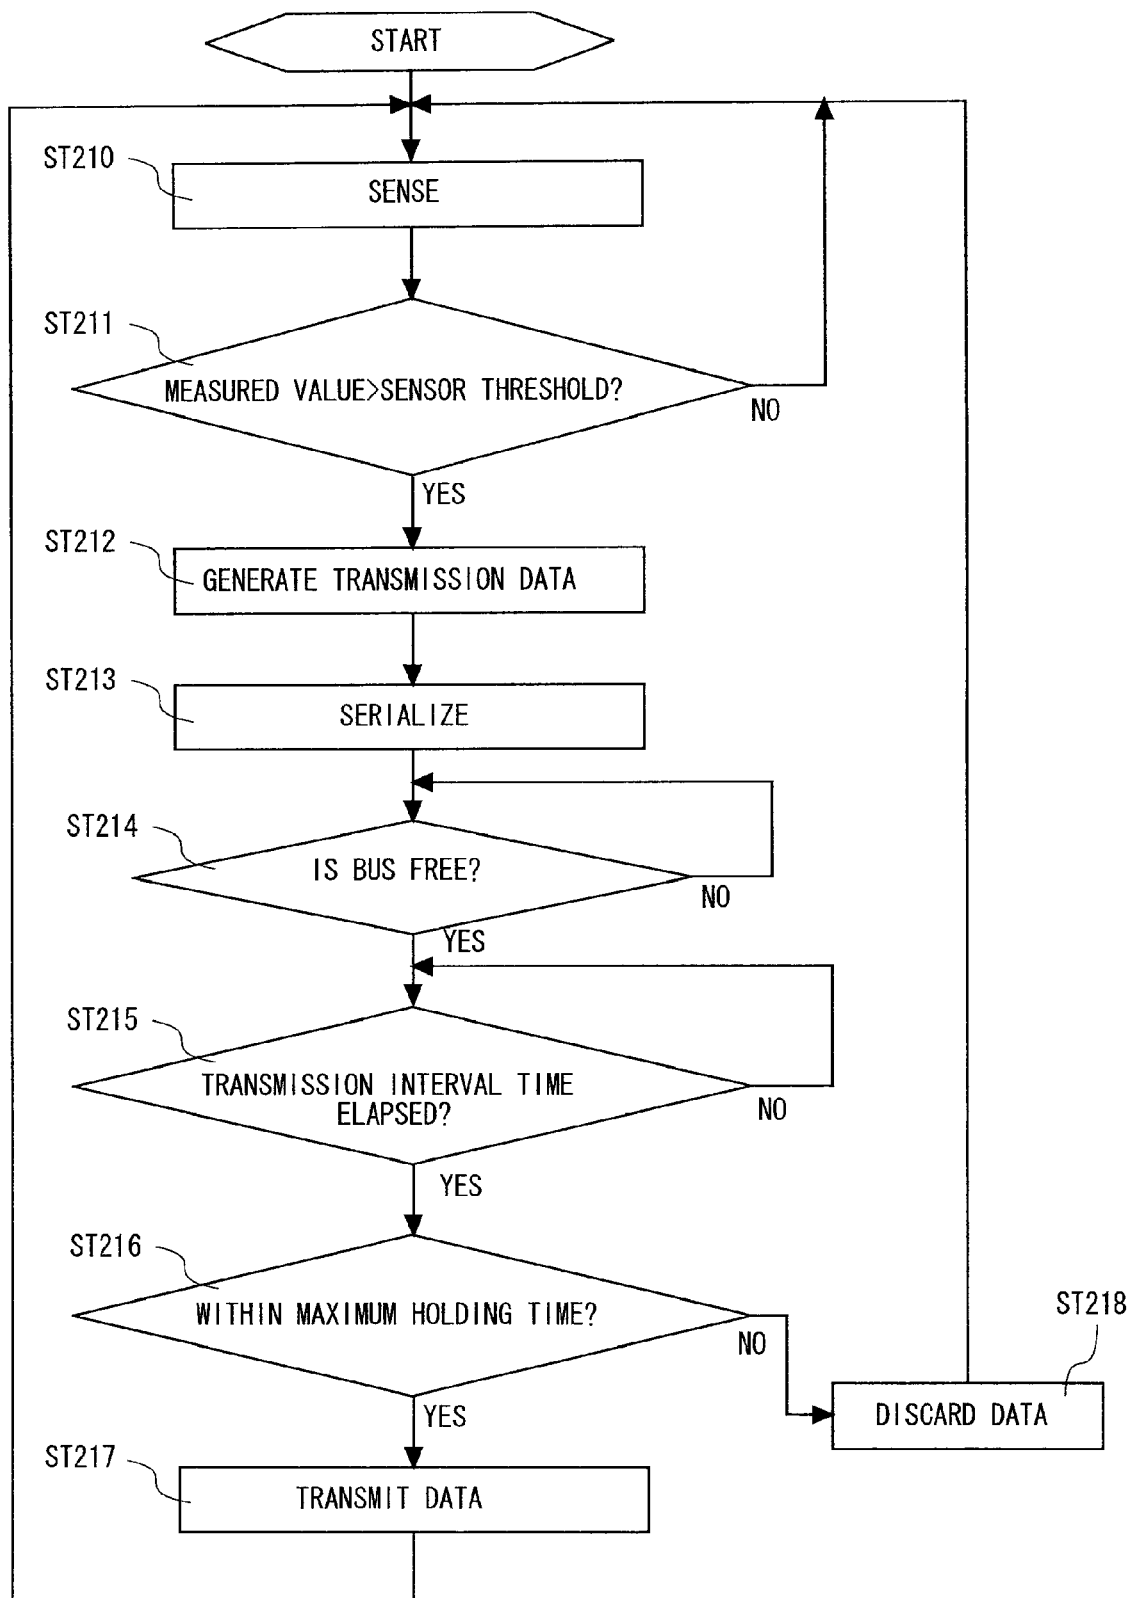 START
ST210
SENSE
ST211
MEASURED VALUE>SENSOR THRESHOLD?
NO
YES
ST212
GENERATE TRANSMISSION DATA
ST213
SERIALIZE
ST214
IS BUS FREE?
NO
YES
ST215
TRANSMISSION INTERVAL TIME
ELAPSED?
NO
YES
ST216
WITHIN MAXIMUM HOLDING TIME?
NO
ST218
DISCARD DATA
YES
ST217
TRANSMIT DATA